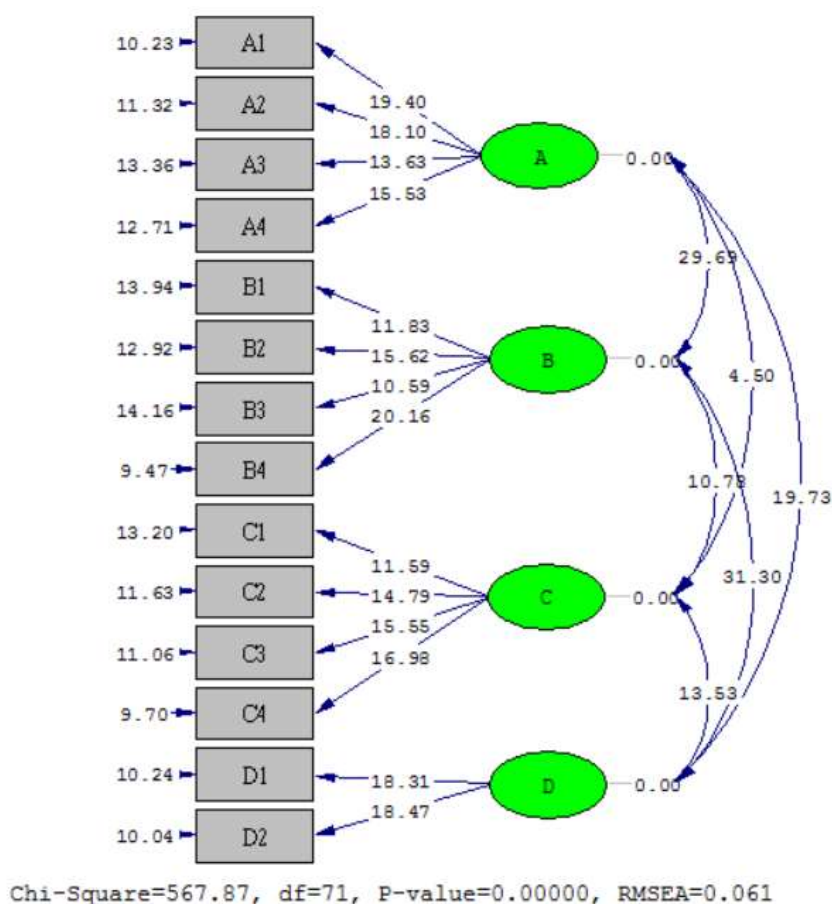 10.23 A1
19.40
11.32 A2
18.10
A 0.00
13.36 A3
13.63
12.71 A4
15.53
29.69
13.94 B1
11.83
12.92 B2
15.62
B 0.00
4.50
14.16 B3
10.59
20.16
9.47 B4
10.78
19.73
13.20 C1
11.59
31.30
11.63 C2
14.79
C 0.00
11.06 C3
15.55
16.98
9.70 C4
13.53
10.24 D1
18.31
D 0.00
18.47
10.04 D2
Chi-Square=567.87, df=71, P-value=0.00000, RMSEA=0.061